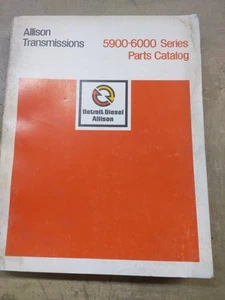 Allison
Transmissions
5900-6000 Series
Parts Catalog
Detroit Diesel
Allison